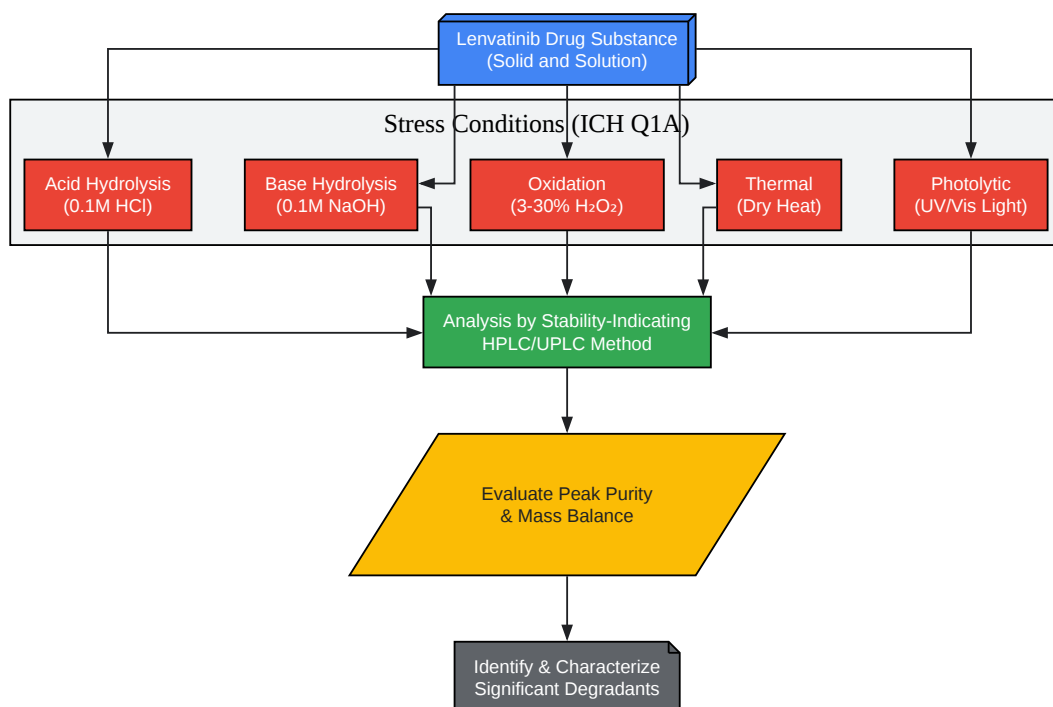 Lenvatinib Drug Substance
(Solid and Solution)
Stress Conditions (ICH Q1A)
Acid Hydrolysis
(0.1M HCl)
Base Hydrolysis
(0.1M NaOH)
Oxidation
(3-30% H₂O₂)
Thermal
(Dry Heat)
Photolytic
(UV/Vis Light)
Analysis by Stability-Indicating
HPLC/UPLC Method
Evaluate Peak Purity
& Mass Balance
Identify & Characterize
Significant Degradants